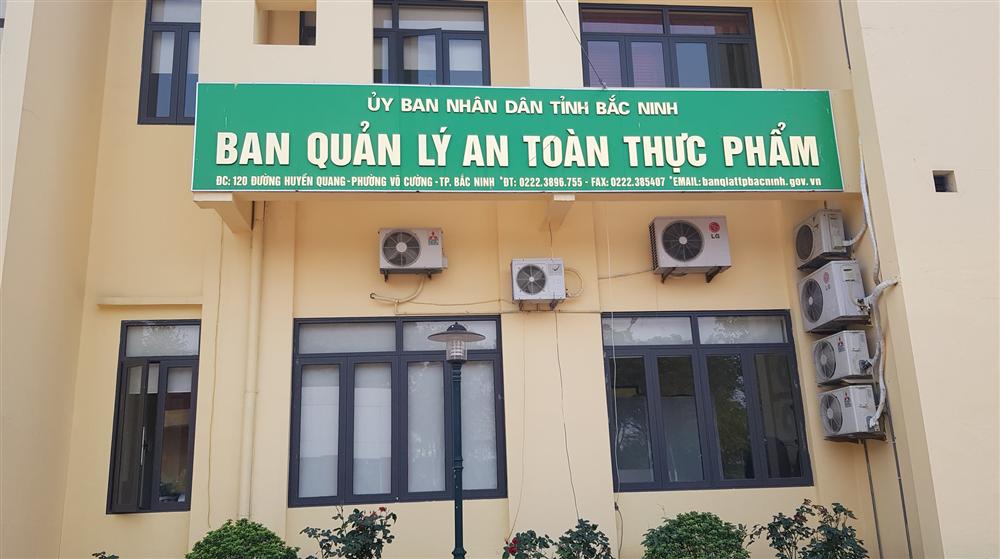 ỦY BAN NHÂN DÂN TỈNH BẮC NINH
BAN QUẢN LÝ AN TOÀN THỰC PHẨM
ĐC: 120 ĐƯỜNG HUYỀN QUANG-PHƯỜNG VÕ CƯỜNG -TP. BẮC NINH *ĐT: 0222.3896.755 - FAX: 0222.385407 *EMAIL: banqlattpbacninh.gov.vn
LG